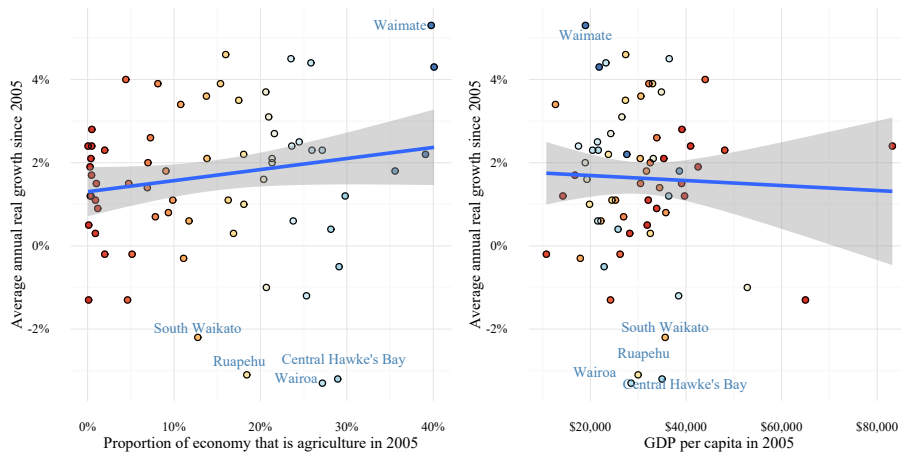 Waimate
South Waikato
Ruapehu
Central Hawke's Bay
Wairoa
4%
2%
0%
-2%
0%
10%
20%
30%
40%
Average annual real growth since 2005
Proportion of economy that is agriculture in 2005
Waimate
South Waikato
Ruapehu
Wairoa
Central Hawke's Bay
4%
2%
0%
-2%
$20,000
$40,000
$60,000
$80,000
Average annual real growth since 2005
GDP per capita in 2005